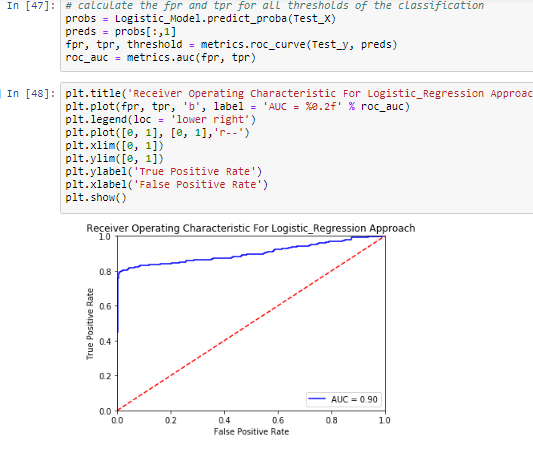 In [47]: # calculate the fpr and tpr for all thresholds of the classification
probs = Logistic_Model.predict_proba(Test_X)
preds = probs[:,1]
fpr, tpr, threshold = metrics.roc_curve(Test_y, preds)
roc_auc = metrics.auc(fpr, tpr)
In [48]: plt.title('Receiver Operating Characteristic For Logistic_Regression Approac
plt.plot(fpr, tpr, 'b', label = 'AUC = %0.2f' % roc_auc)
plt.legend(loc = 'lower right')
plt.plot([0, 1], [0, 1],'r--')
plt.xlim([0, 1])
plt.ylim([0, 1])
plt.ylabel('True Positive Rate')
plt.xlabel('False Positive Rate')
plt.show()
Receiver Operating Characteristic For Logistic_Regression Approach
1.0
0.8
0.6
0.4
0.2
0.0
True Positive Rate
AUC = 0.90
0.0 0.2 0.4 0.6 0.8 1.0
False Positive Rate